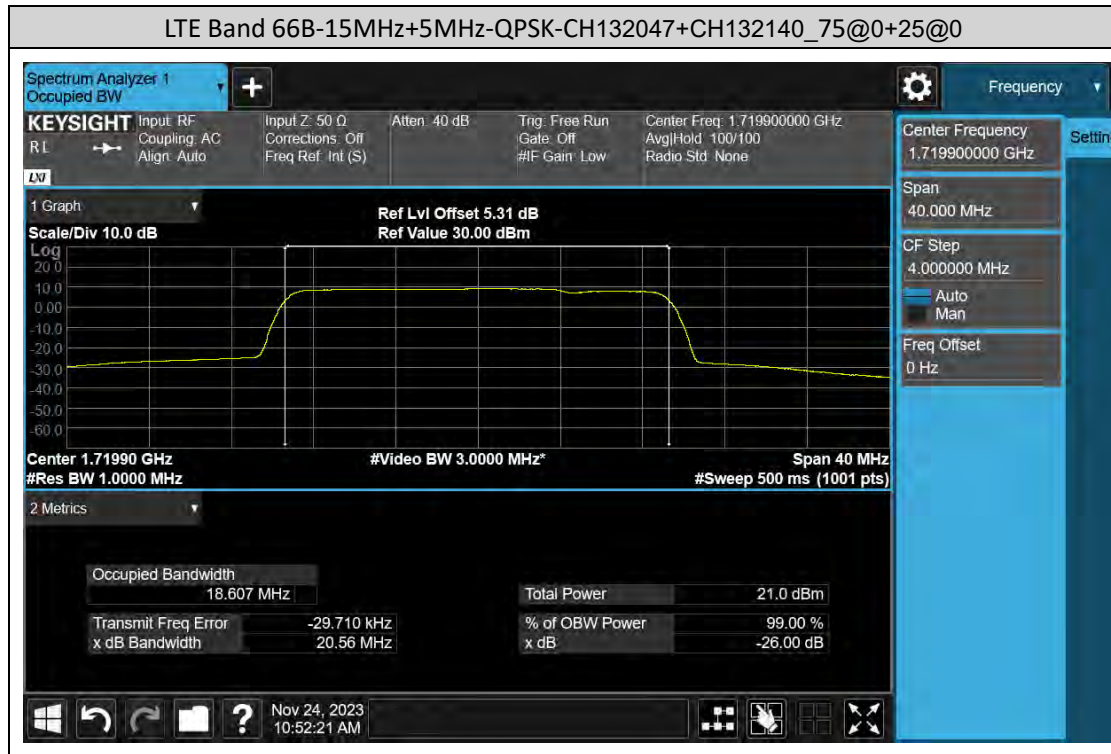 LTE Band 66B-15MHz+5MHz-QPSK-CH132047+CH132140_75@0+25@0
Spectrum Analyzer 1
Occupied BW
+
Frequency
KEYSIGHT
RL
LXI
Input: RF
Coupling: AC
Align: Auto
Input Z: 50 Ω
Corrections: Off
Freq Ref: Int (S)
Atten: 40 dB
Trig: Free Run
Gate: Off
#IF Gain: Low
Center Freq: 1.719900000 GHz
Avg|Hold: 100/100
Radio Std: None
Center Frequency
1.719900000 GHz
Settin
Span
40.000 MHz
CF Step
4.000000 MHz
Auto
Man
Freq Offset
0 Hz
1 Graph
Ref Lvl Offset 5.31 dB
Scale/Div 10.0 dB
Ref Value 30.00 dBm
Log
20.0
10.0
0.00
-10.0
-20.0
-30.0
-40.0
-50.0
-60.0
Center 1.71990 GHz
#Video BW 3.0000 MHz*
Span 40 MHz
#Res BW 1.0000 MHz
#Sweep 500 ms (1001 pts)
2 Metrics
Occupied Bandwidth
18.607 MHz
Total Power
21.0 dBm
Transmit Freq Error
-29.710 kHz
% of OBW Power
99.00 %
x dB Bandwidth
20.56 MHz
x dB
-26.00 dB
?
Nov 24, 2023
10:52:21 AM